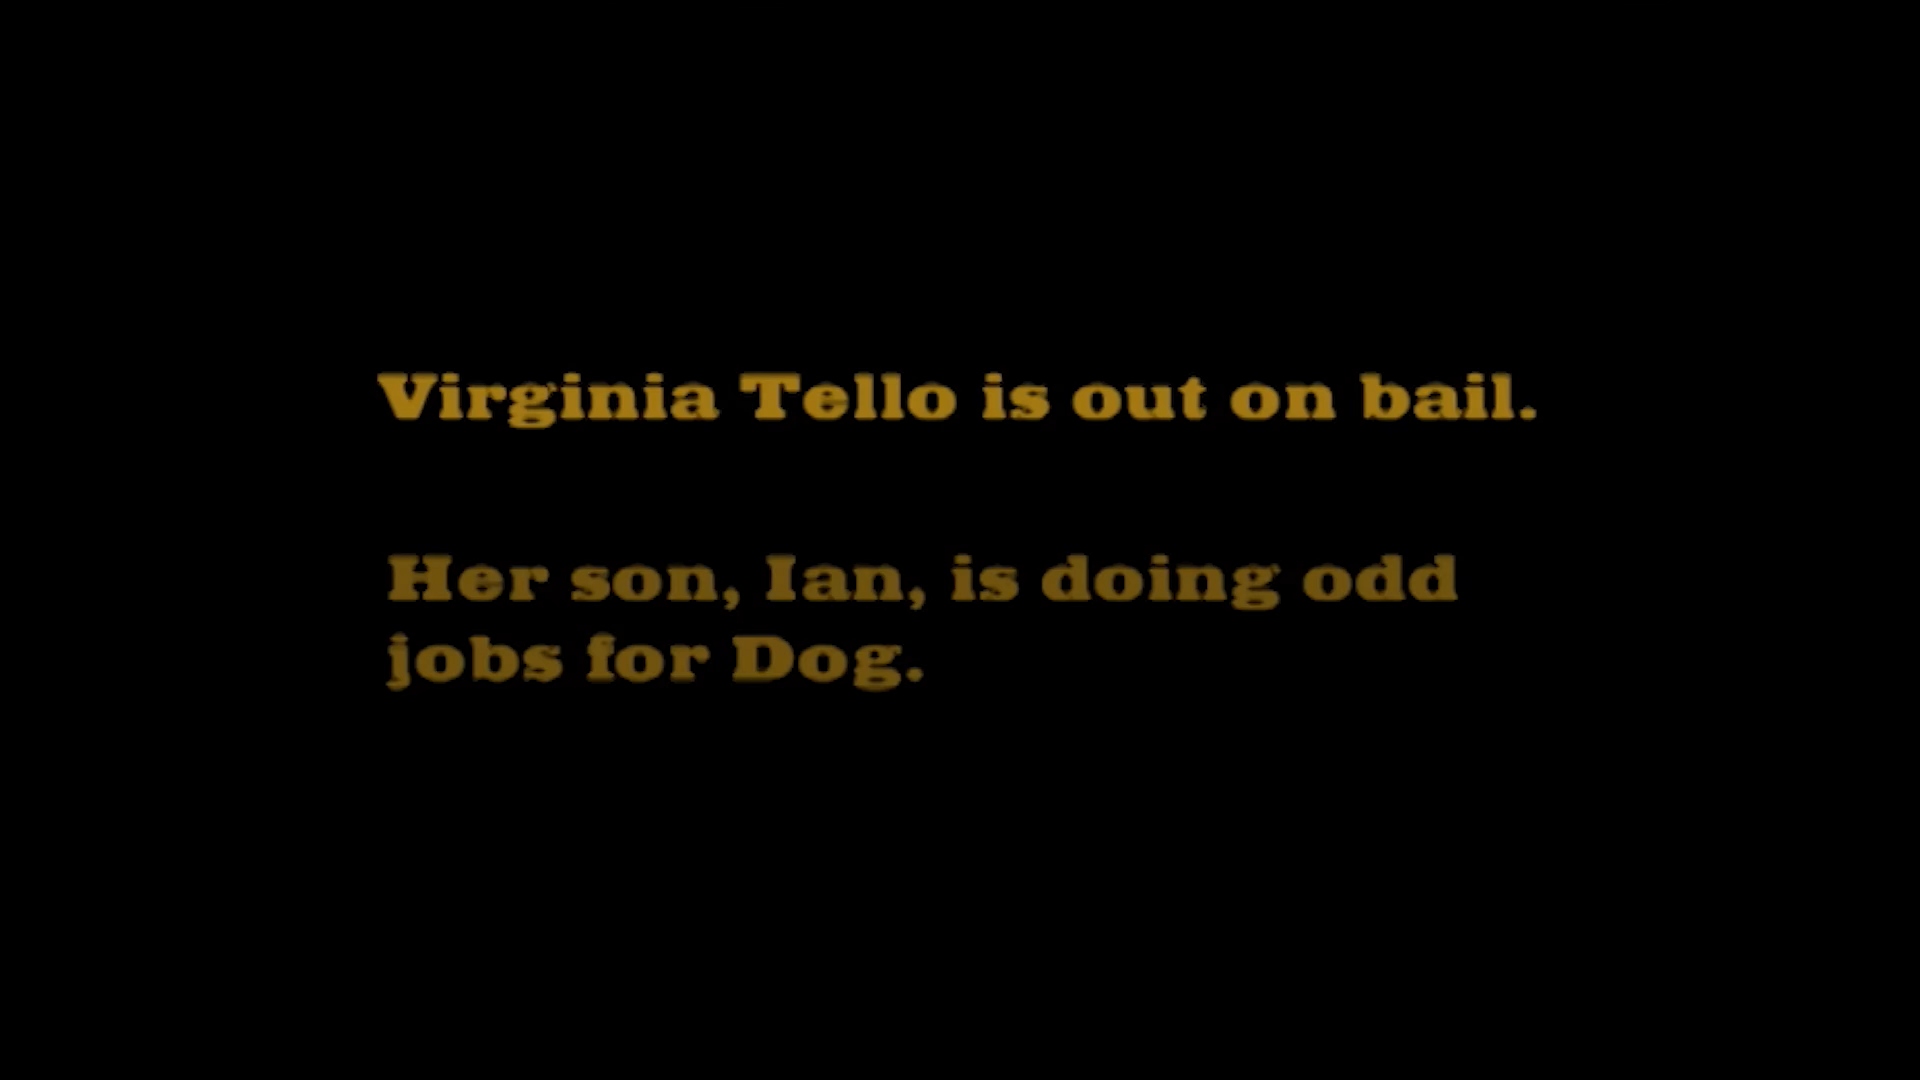 Virginia Tello is out on bail.
Her son, Ian, is doing odd
jobs for Dog.